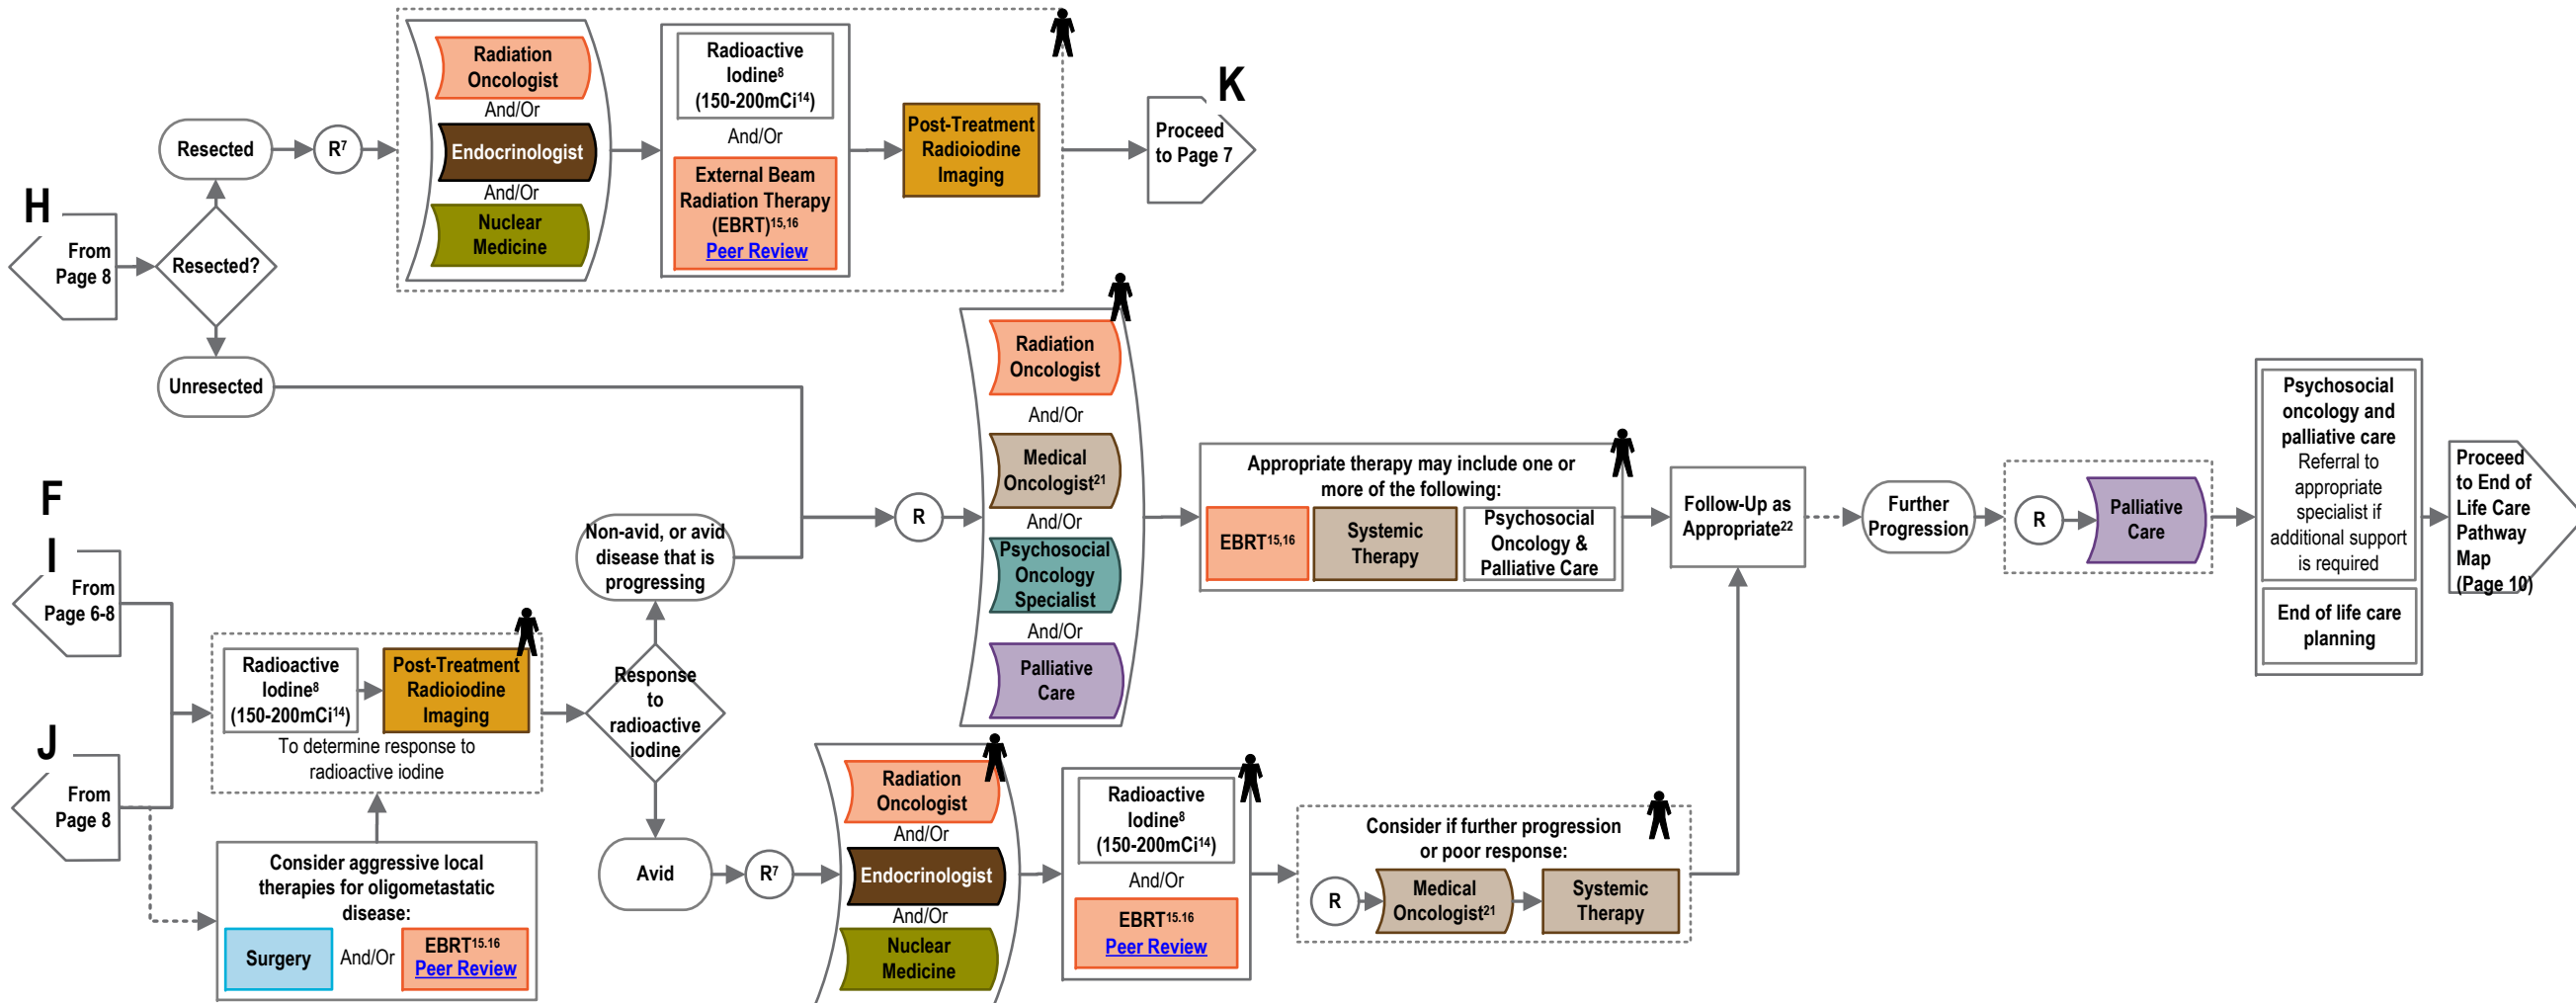 H
From
Page 8
Resected?
Resected
R⁷
Radiation
Oncologist
And/Or
Endocrinologist
And/Or
Nuclear
Medicine
Radioactive
Iodine⁸
(150-200mCi¹⁴)
And/Or
External Beam
Radiation Therapy
(EBRT)¹⁵,¹⁶
Peer Review
Post-Treatment
Radioiodine
Imaging
K
Proceed
to Page 7
Unresected
F
I
From
Page 6-8
J
From
Page 8
Radioactive
Iodine⁸
(150-200mCi¹⁴)
Post-Treatment
Radioiodine
Imaging
To determine response to
radioactive iodine
Consider aggressive local
therapies for oligometastatic
disease:
Surgery
And/Or
EBRT¹⁵·¹⁶
Peer Review
Response
to
radioactive
iodine
Non-avid, or avid
disease that is
progressing
R
Radiation
Oncologist
And/Or
Medical
Oncologist²¹
And/Or
Psychosocial
Oncology
Specialist
And/Or
Palliative
Care
Appropriate therapy may include one or
more of the following:
EBRT¹⁵,¹⁶
Systemic
Therapy
Psychosocial
Oncology &
Palliative Care
Follow-Up as
Appropriate²²
Further
Progression
R
Palliative
Care
Psychosocial
oncology and
palliative care
Referral to
appropriate
specialist if
additional support
is required
End of life care
planning
Proceed
to End of
Life Care
Pathway
Map
(Page 10)
Avid
R⁷
Radiation
Oncologist
And/Or
Endocrinologist
And/Or
Nuclear
Medicine
Radioactive
Iodine⁸
(150-200mCi¹⁴)
And/Or
EBRT¹⁵·¹⁶
Peer Review
Consider if further progression
or poor response:
R
Medical
Oncologist²¹
Systemic
Therapy